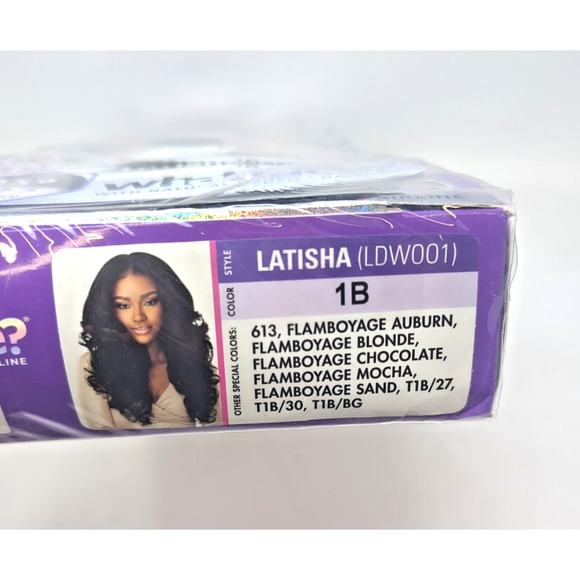 ?
LINE
STYLE
LATISHA (LDW001)
COLOR
1B
OTHER SPECIAL COLORS:
613, FLAMBOYAGE AUBURN,
FLAMBOYAGE BLONDE,
FLAMBOYAGE CHOCOLATE,
FLAMBOYAGE MOCHA,
FLAMBOYAGE SAND, T1B/27,
T1B/30, T1B/BG